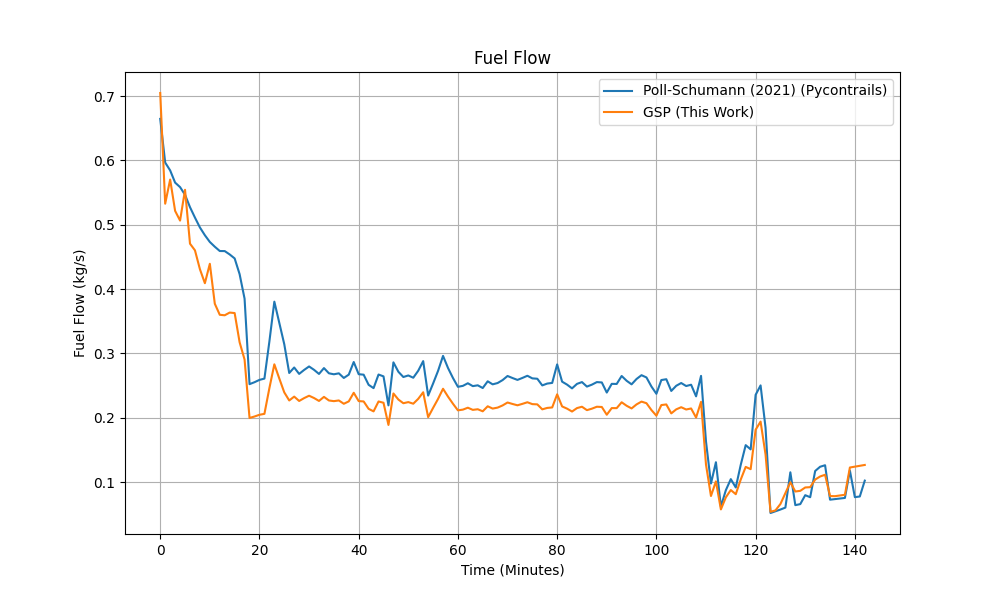 Fuel Flow
Poll-Schumann (2021) (Pycontrails)
GSP (This Work)
Fuel Flow (kg/s)
0.7
0.6
0.5
0.4
0.3
0.2
0.1
0 20 40 60 80 100 120 140
Time (Minutes)